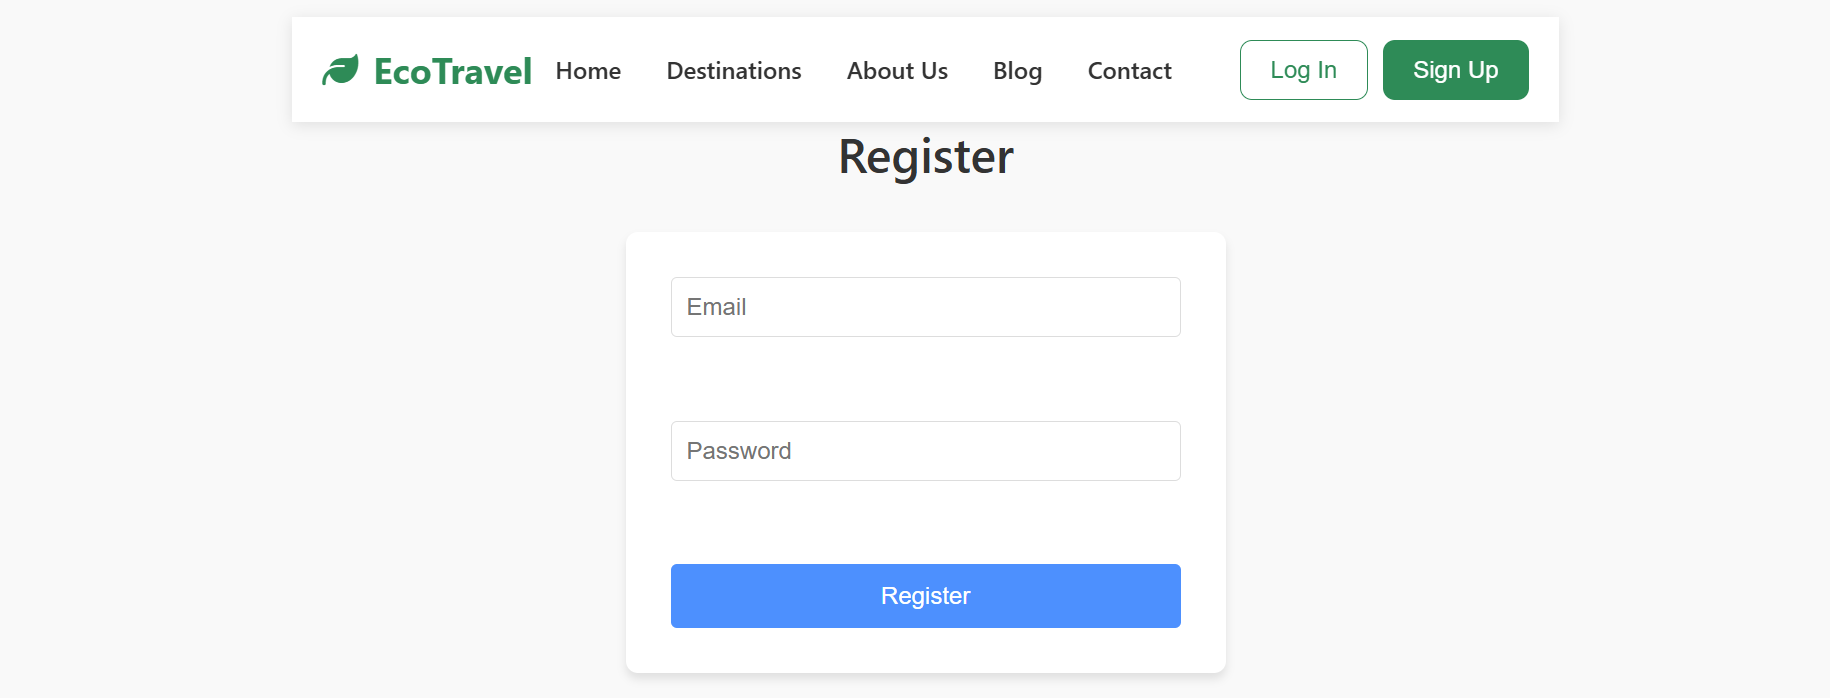 EcoTravel Home Destinations About Us Blog Contact Log In Sign Up
Register
Email
Password
Register